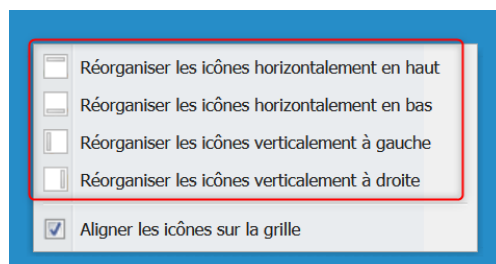 Réorganiser les icônes horizontalement en haut
Réorganiser les icônes horizontalement en bas
Réorganiser les icônes verticalement à gauche
Réorganiser les icônes verticalement à droite
Aligner les icônes sur la grille